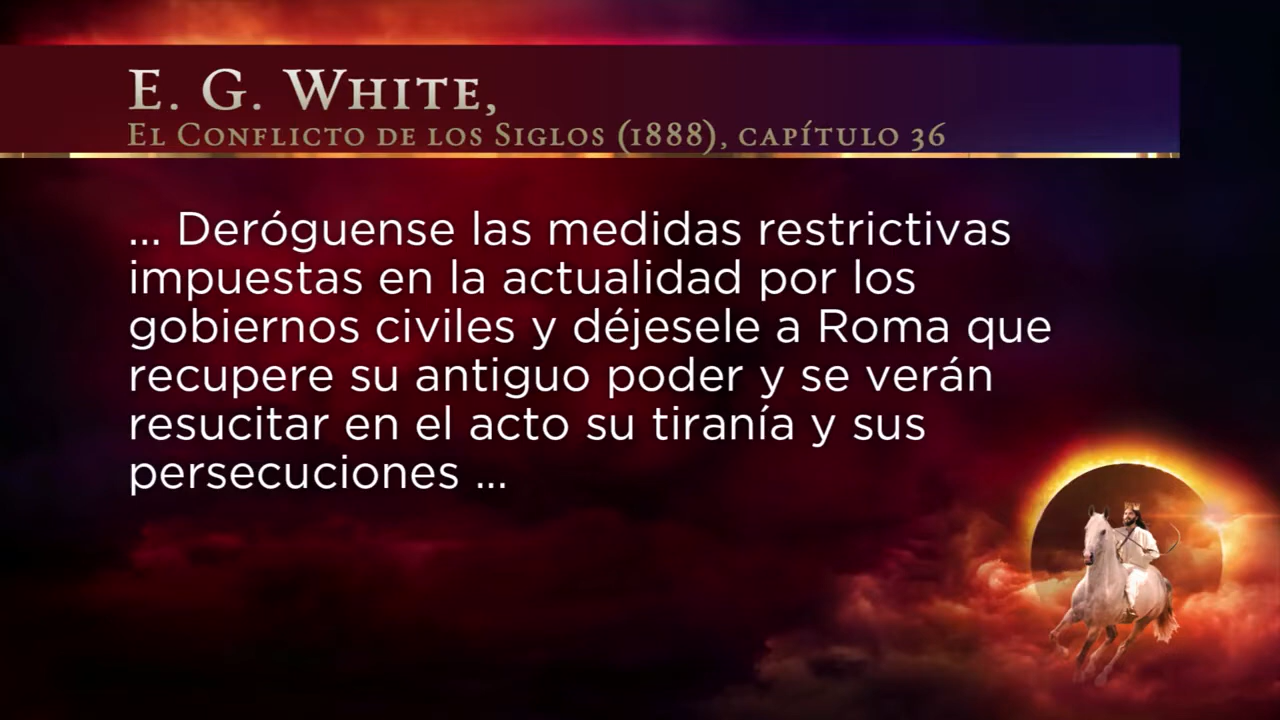 E. G. White,
El Conflicto de los Siglos (1888), capítulo 36
... Deróguense las medidas restrictivas
impuestas en la actualidad por los
gobiernos civiles y déjesele a Roma que
recupere su antiguo poder y se verán
resucitar en el acto su tiranía y sus
persecuciones ...